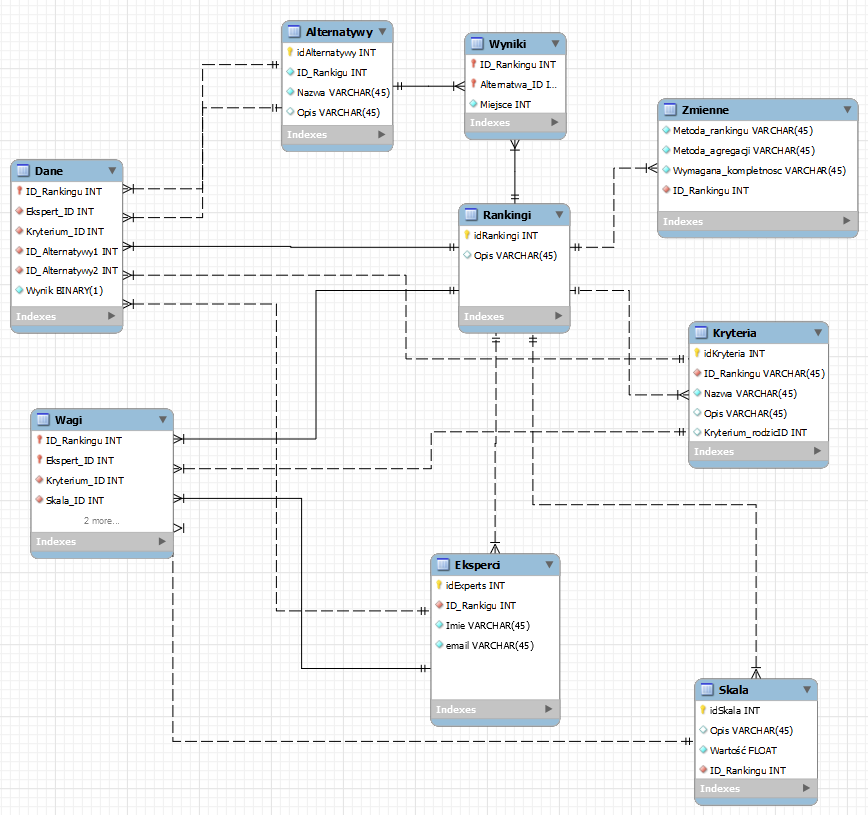 Alternatywy
idAlternatywy INT
ID_Rankigu INT
Nazwa VARCHAR(45)
Opis VARCHAR(45)
Indexes
Wyniki
ID_Rankingu INT
Alternatwa_ID I...
Miejsce INT
Indexes
Zmienne
Metoda_rankingu VARCHAR(45)
Metoda_agregacji VARCHAR(45)
Wymagana_kompletnosc VARCHAR(45)
ID_Rankingu INT
Indexes
Dane
ID_Rankingu INT
Ekspert_ID INT
Kryterium_ID INT
ID_Alternatywy1 INT
ID_Alternatywy2 INT
Wynik BINARY(1)
Indexes
Rankingi
idRankingi INT
Opis VARCHAR(45)
Indexes
Kryteria
idKryteria INT
ID_Rankingu VARCHAR(45)
Nazwa VARCHAR(45)
Opis VARCHAR(45)
Kryterium_rodzicID INT
Indexes
Wagi
ID_Rankingu INT
Ekspert_ID INT
Kryterium_ID INT
Skala_ID INT
2 more...
Indexes
Eksperci
idExperts INT
ID_Rankigu INT
Imie VARCHAR(45)
email VARCHAR(45)
Indexes
Skala
idSkala INT
Opis VARCHAR(45)
Wartość FLOAT
ID_Rankingu INT
Indexes